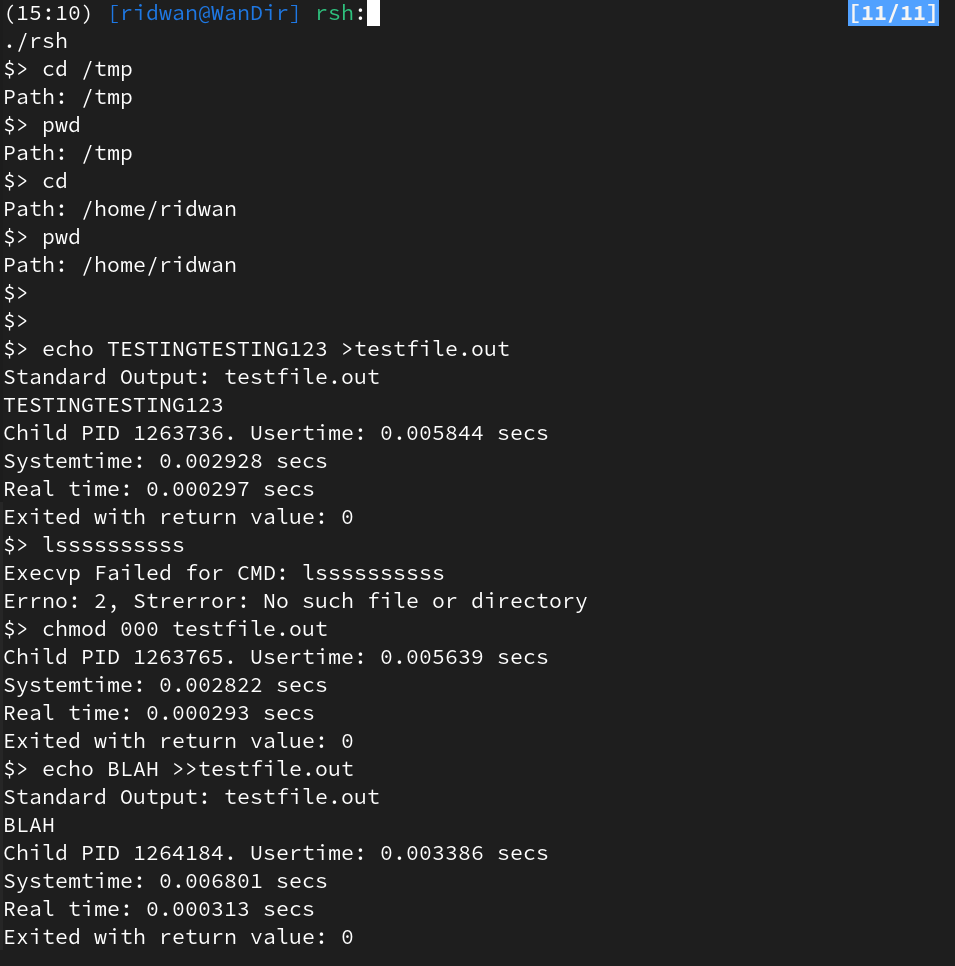 (15:10) [ridwan@WanDir] rsh: [11/11]
./rsh
$> cd /tmp
Path: /tmp
$> pwd
Path: /tmp
$> cd
Path: /home/ridwan
$> pwd
Path: /home/ridwan
$>
$>
$> echo TESTINGTESTING123 >testfile.out
Standard Output: testfile.out
TESTINGTESTING123
Child PID 1263736. Usertime: 0.005844 secs
Systemtime: 0.002928 secs
Real time: 0.000297 secs
Exited with return value: 0
$> lssssssssss
Execvp Failed for CMD: lssssssssss
Errno: 2, Strerror: No such file or directory
$> chmod 000 testfile.out
Child PID 1263765. Usertime: 0.005639 secs
Systemtime: 0.002822 secs
Real time: 0.000293 secs
Exited with return value: 0
$> echo BLAH >>testfile.out
Standard Output: testfile.out
BLAH
Child PID 1264184. Usertime: 0.003386 secs
Systemtime: 0.006801 secs
Real time: 0.000313 secs
Exited with return value: 0